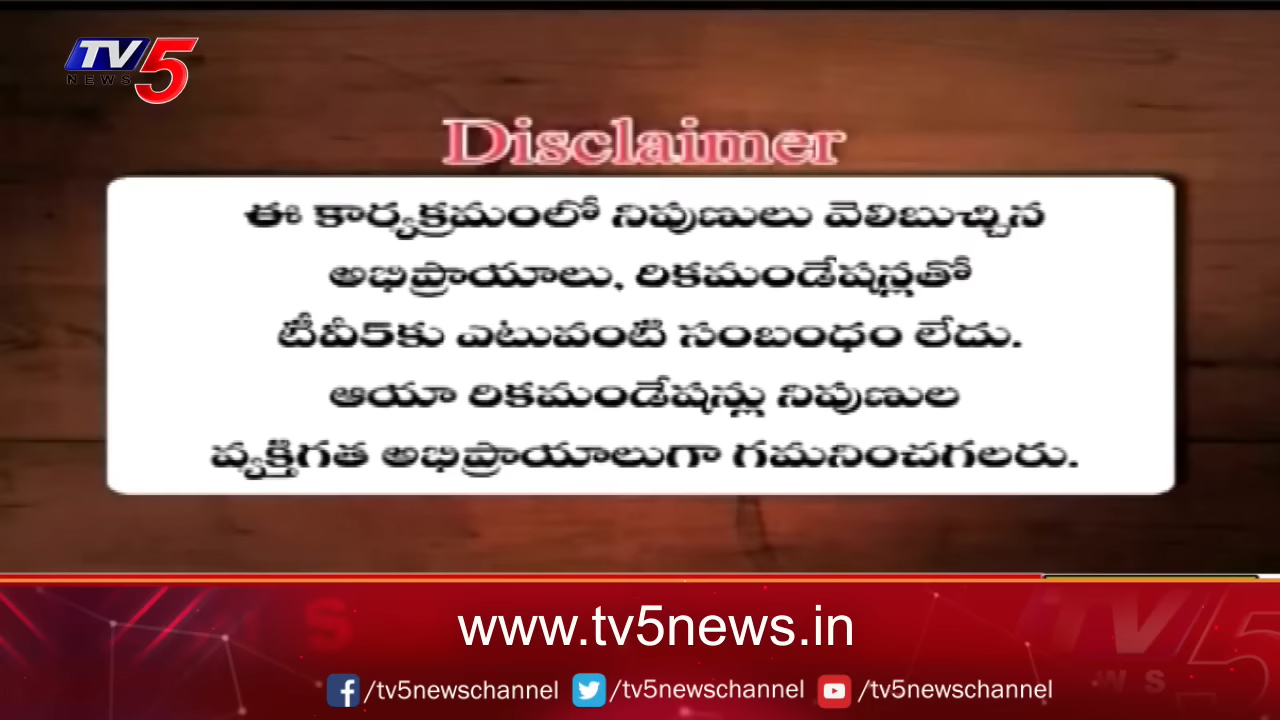 TV5
NEWS
Disclaimer
ఈ కార్యక్రమంలో నిపుణులు వెలిబుచ్చిన
అభిప్రాయాలు, రికమండేషన్లతో
టీవీ5కు ఎటువంటి సంబంధం లేదు.
ఆయా రికమండేషన్లు నిపుణుల
వ్యక్తిగత అభిప్రాయాలుగా గమనించగలరు.
www.tv5news.in
/tv5newschannel /tv5newschannel /tv5newschannel